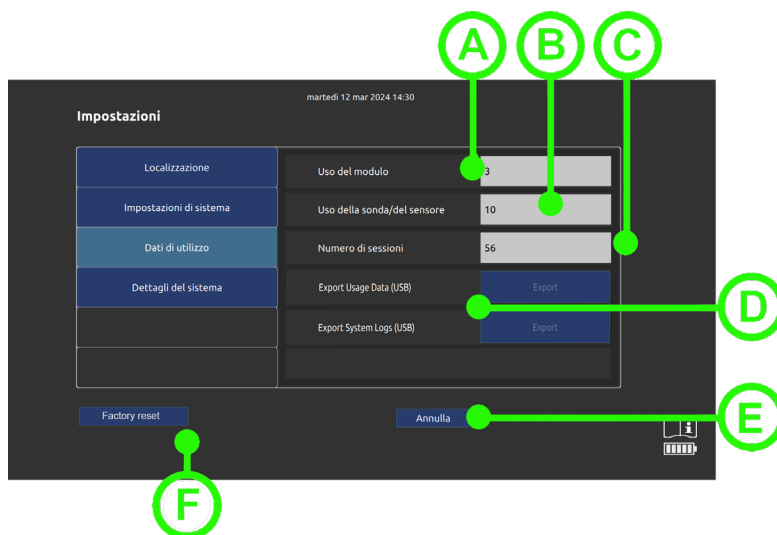 A B C
martedì 12 mar 2024 14:30
Impostazioni
Localizzazione
Uso del modulo 3
Impostazioni di sistema
Uso della sonda/del sensore 10
Dati di utilizzo
Numero di sessioni 56
Dettagli del sistema
Export Usage Data (USB) Export
D
Export System Logs (USB) Export
Factory reset
Annulla
E
i
F